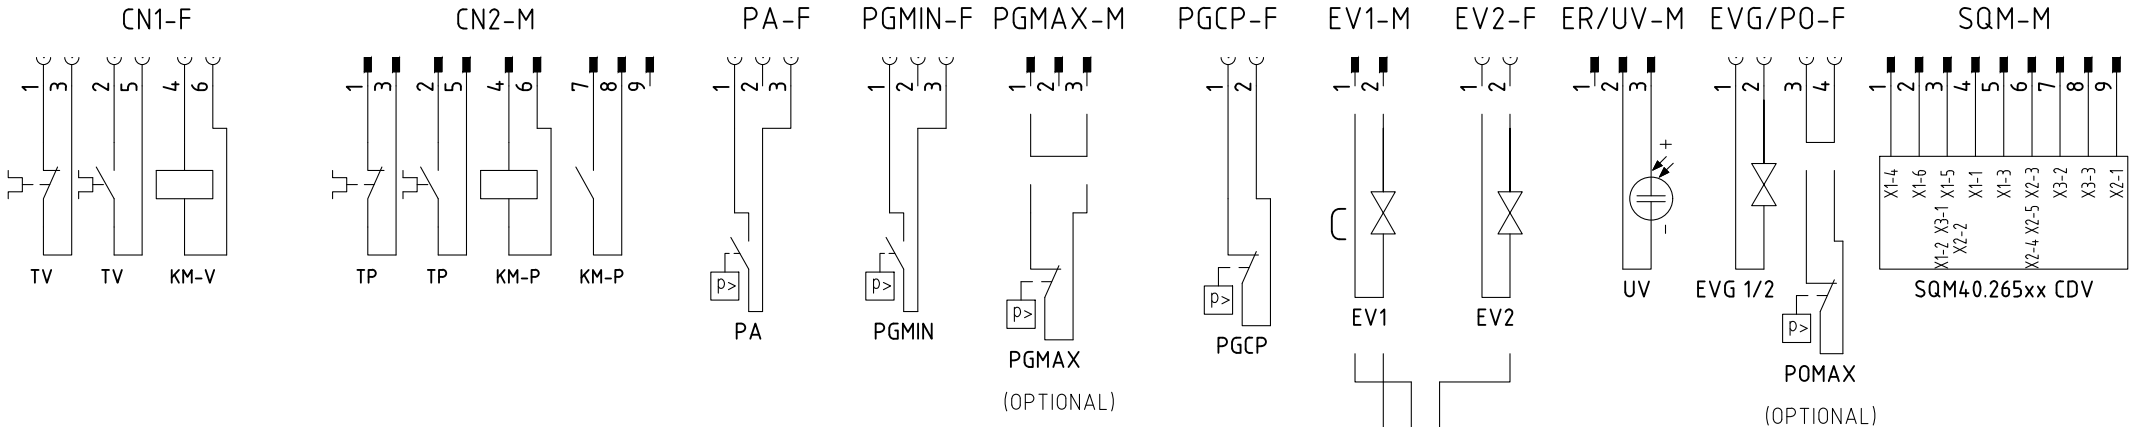 CN1-F CN2-M PA-F PGMIN-F PGMAX-M PGCP-F EV1-M EV2-F ER/UV-M EVG/PO-F SQM-M
1 3 2 5 4 6
1 3 2 5 4 6 7 8 9
1 2 3
1 2 3
1 2 3
1 2
1 2
1 2
1 2 3
1 2 3 4
1 2 3 4 5 6 7 8 9
+
-
X1-4 X1-6 X1-5 X1-1 X1-3 X2-3 X3-2 X3-3 X2-1
X1-2 X3-1 X2-4 X2-5
X2-2
TV TV KM-V
TP TP KM-P KM-P
p>
PA
p>
PGMIN
p>
PGMAX
(OPTIONAL)
p>
PGCP
EV1
EV2
UV
EVG 1/2
p>
POMAX
(OPTIONAL)
SQM40.265xx CDV